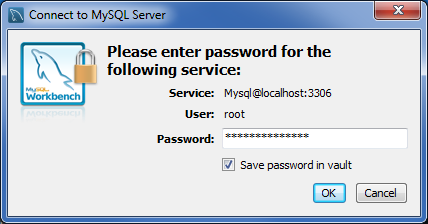 Connect to MySQL Server
Please enter password for the
following service:
MySQL
Workbench
Service: Mysql@localhost:3306
User: root
Password: **************
Save password in vault
OK Cancel